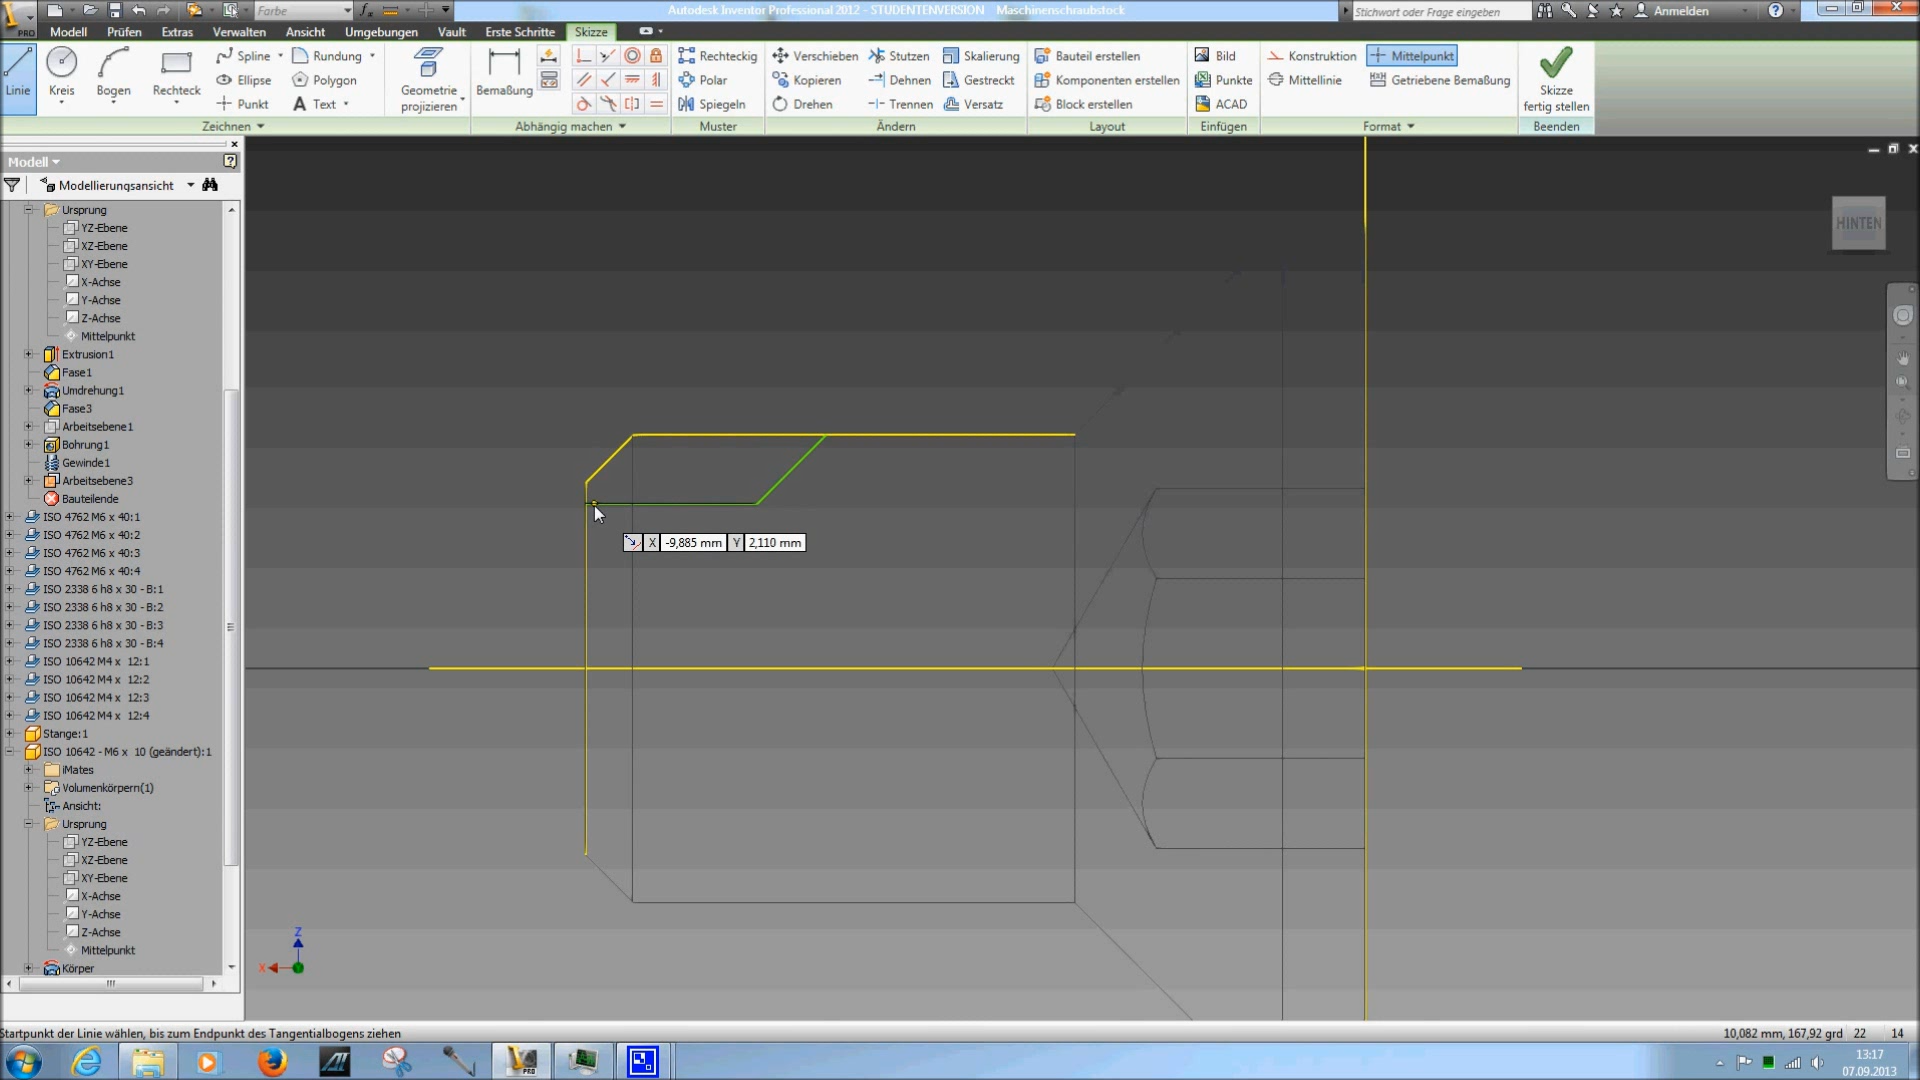 Farbe
Autodesk Inventor Professional 2012 - STUDENTENVERSION Maschinenschraubstock
Stichwort oder Frage eingeben
Anmelden
PRO Modell Prüfen Extras Verwalten Ansicht Umgebungen Vault Erste Schritte Skizze
Linie
Kreis
Bogen
Rechteck
Spline
Ellipse
Punkt
Rundung
Polygon
Text
Zeichnen
Geometrie
projizieren
Bemaßung
Abhängig machen
Rechteckig
Polar
Spiegeln
Muster
Verschieben
Kopieren
Drehen
Stutzen
Dehnen
Trennen
Skalierung
Gestreckt
Versatz
Ändern
Bauteil erstellen
Komponenten erstellen
Block erstellen
Layout
Bild
Punkte
ACAD
Einfügen
Konstruktion
Mittellinie
Mittelpunkt
Getriebene Bemaßung
Format
Skizze
fertig stellen
Beenden
Modell
Modellierungsansicht
Ursprung
YZ-Ebene
XZ-Ebene
XY-Ebene
X-Achse
Y-Achse
Z-Achse
Mittelpunkt
Extrusion1
Fase1
Umdrehung1
Fase3
Arbeitsebene1
Bohrung1
Gewinde1
Arbeitsebene3
Bauteilende
ISO 4762 M6 x 40:1
ISO 4762 M6 x 40:2
ISO 4762 M6 x 40:3
ISO 4762 M6 x 40:4
ISO 2338 6 h8 x 30 - B:1
ISO 2338 6 h8 x 30 - B:2
ISO 2338 6 h8 x 30 - B:3
ISO 2338 6 h8 x 30 - B:4
ISO 10642 M4 x 12:1
ISO 10642 M4 x 12:2
ISO 10642 M4 x 12:3
ISO 10642 M4 x 12:4
Stange:1
ISO 10642 - M6 x 10 (geändert):1
iMates
Volumenkörpern(1)
Ansicht:
Ursprung
YZ-Ebene
XZ-Ebene
XY-Ebene
X-Achse
Y-Achse
Z-Achse
Mittelpunkt
Körper
HINTEN
X -9,885 mm Y 2,110 mm
Z
X
Startpunkt der Linie wählen, bis zum Endpunkt des Tangentialbogens ziehen
10,082 mm, 167,92 grd 22 14
PRO
13:17
07.09.2013